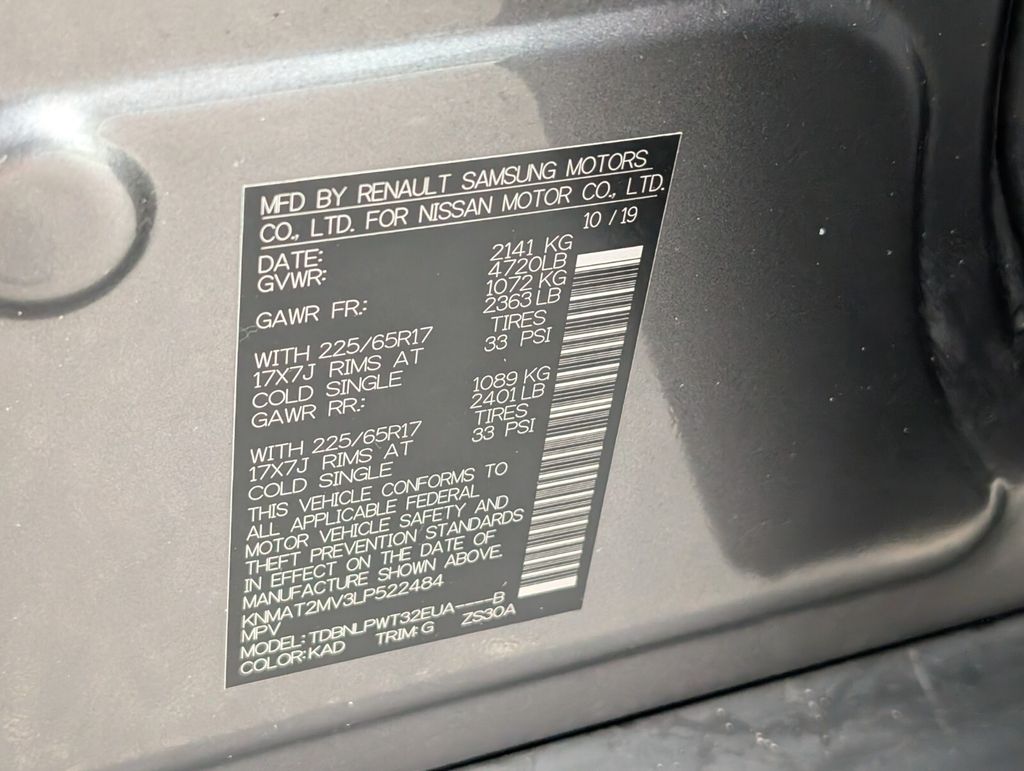 MFD BY RENAULT SAMSUNG MOTORS
CO., LTD. FOR NISSAN MOTOR CO., LTD.
DATE: 10 / 19
GVWR: 2141 KG
4720LB
GAWR FR.: 1072 KG
2363 LB
WITH 225/65R17 TIRES
17X7J RIMS AT 33 PSI
COLD SINGLE
GAWR RR.: 1089 KG
2401 LB
WITH 225/65R17 TIRES
17X7J RIMS AT 33 PSI
COLD SINGLE
THIS VEHICLE CONFORMS TO
ALL APPLICABLE FEDERAL
MOTOR VEHICLE SAFETY AND
THEFT PREVENTION STANDARDS
IN EFFECT ON THE DATE OF
MANUFACTURE SHOWN ABOVE.
KNMAT2MV3LP522484
MPV
MODEL: TDBNLPWT32EUA----B
COLOR: KAD TRIM: G ZS30A